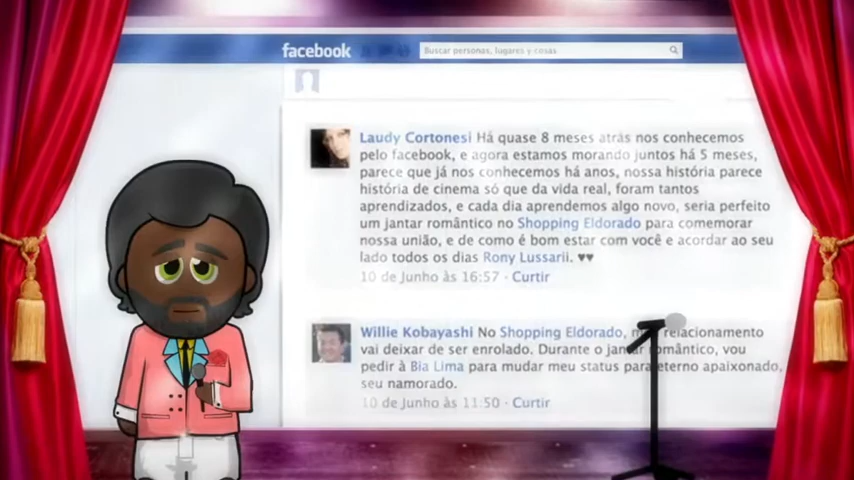 facebook
Buscar personas, lugares y cosas
Laudy Cortonesi Há quase 8 meses atrás nos conhecemos
pelo facebook, e agora estamos morando juntos há 5 meses,
parece que já nos conhecemos há anos, nossa história parece
história de cinema só que da vida real, foram tantos
aprendizados, e cada dia aprendemos algo novo, seria perfeito
um jantar romântico no Shopping Eldorado para comemorar
nossa união, e de como é bom estar com você e acordar ao seu
lado todos os dias Rony Lussarii. ♥♥
10 de Junho às 16:57 · Curtir
Willie Kobayashi No Shopping Eldorado, relacionamento
vai deixar de ser enrolado. Durante o jantar romântico, vou
pedir à Bia Lima para mudar meu status para eterno apaixonado,
seu namorado.
10 de Junho às 11:50 · Curtir